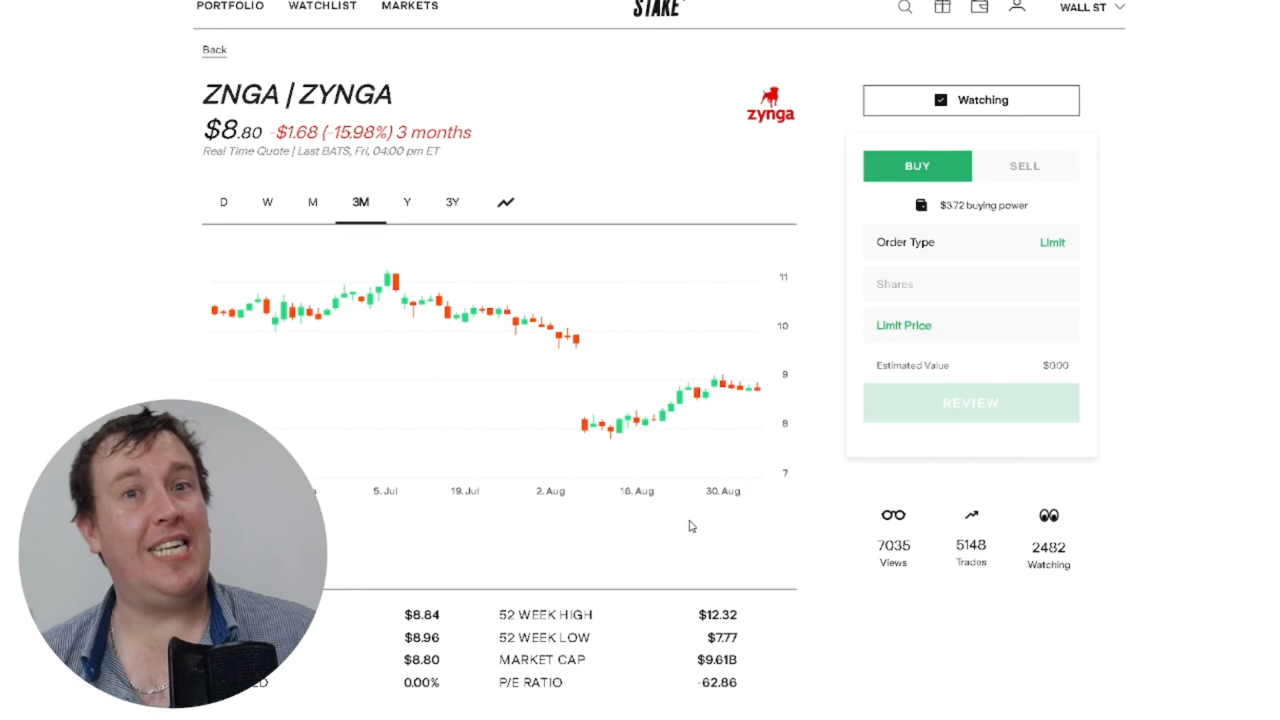 PORTFOLIO WATCHLIST MARKETS STAKE WALL ST
Back
ZNGA | ZYNGA
zynga
Watching
$8.80 -$1.68 (-15.98%) 3 months
Real Time Quote | Last BATS, Fri, 04:00 pm ET
BUY SELL
$3.72 buying power
D W M 3M Y 3Y
Order Type Limit
Shares
Limit Price
Estimated Value $0.00
REVIEW
11
10
9
8
7
5. Jul 19. Jul 2. Aug 16. Aug 30. Aug
7035 5148 2482
Views Trades Watching
$8.84 52 WEEK HIGH $12.32
$8.96 52 WEEK LOW $7.77
$8.80 MARKET CAP $9.61B
0.00% P/E RATIO -62.86